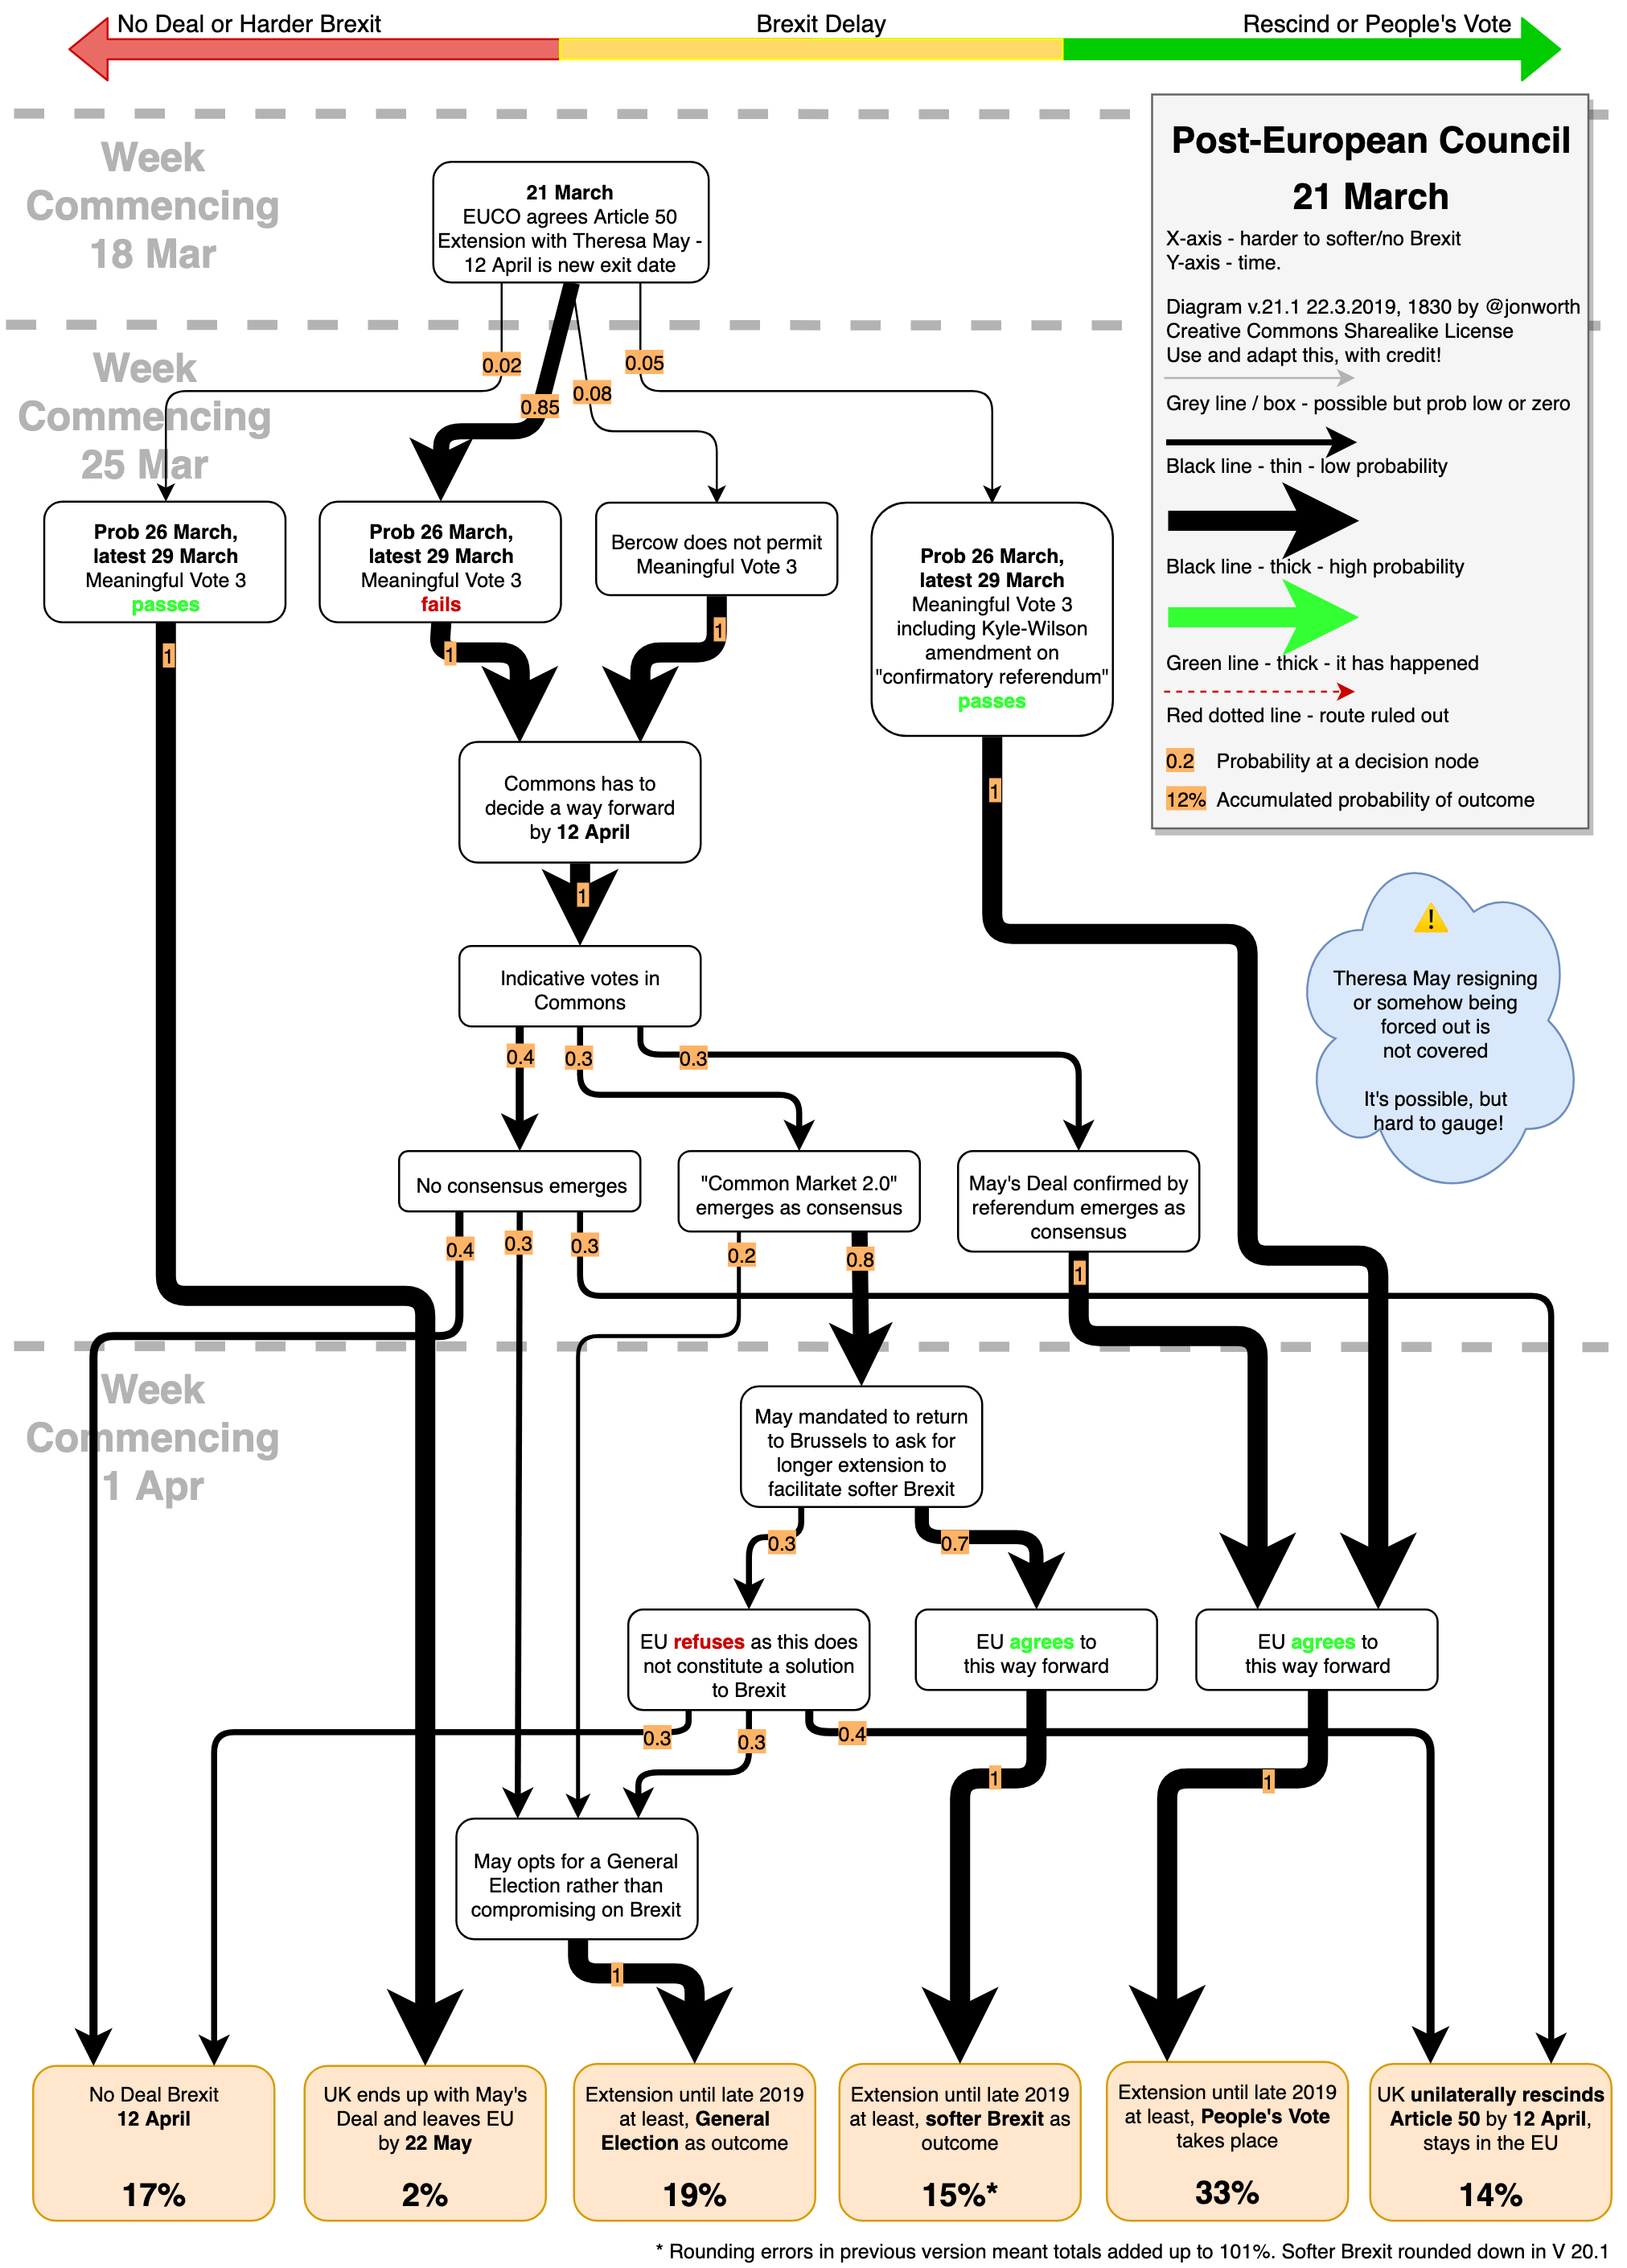 No Deal or Harder Brexit
Brexit Delay
Rescind or People's Vote
Week
Commencing
18 Mar
21 March
EUCO agrees Article 50
Extension with Theresa May -
12 April is new exit date
Post-European Council
21 March
X-axis - harder to softer/no Brexit
Y-axis - time.
Diagram v.21.1 22.3.2019, 1830 by @jonworth
Creative Commons Sharealike License
Use and adapt this, with credit!
Grey line / box - possible but prob low or zero
Black line - thin - low probability
Black line - thick - high probability
Green line - thick - it has happened
Red dotted line - route ruled out
0.2 Probability at a decision node
12% Accumulated probability of outcome
Week
Commencing
25 Mar
0.02
0.85
0.08
0.05
Prob 26 March,
latest 29 March
Meaningful Vote 3
passes
Prob 26 March,
latest 29 March
Meaningful Vote 3
fails
Bercow does not permit
Meaningful Vote 3
Prob 26 March,
latest 29 March
Meaningful Vote 3
including Kyle-Wilson
amendment on
"confirmatory referendum"
passes
1
1
1
1
Commons has to
decide a way forward
by 12 April
1
Indicative votes in
Commons
Theresa May resigning
or somehow being
forced out is
not covered
It's possible, but
hard to gauge!
0.4
0.3
0.3
No consensus emerges
"Common Market 2.0"
emerges as consensus
May's Deal confirmed by
referendum emerges as
consensus
0.4
0.3
0.3
0.2
0.8
1
Week
Commencing
1 Apr
May mandated to return
to Brussels to ask for
longer extension to
facilitate softer Brexit
0.3
0.7
EU refuses as this does
not constitute a solution
to Brexit
EU agrees to
this way forward
EU agrees to
this way forward
0.3
0.3
0.4
1
1
May opts for a General
Election rather than
compromising on Brexit
1
No Deal Brexit
12 April
17%
UK ends up with May's
Deal and leaves EU
by 22 May
2%
Extension until late 2019
at least, General
Election as outcome
19%
Extension until late 2019
at least, softer Brexit as
outcome
15%*
Extension until late 2019
at least, People's Vote
takes place
33%
UK unilaterally rescinds
Article 50 by 12 April,
stays in the EU
14%
* Rounding errors in previous version meant totals added up to 101%. Softer Brexit rounded down in V 20.1